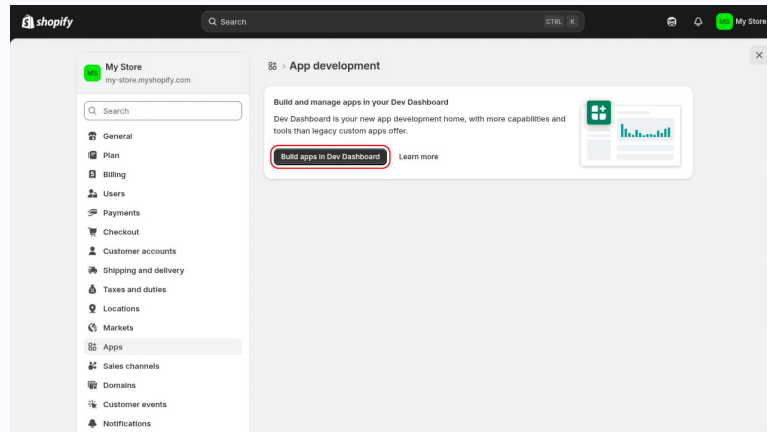 shopify
Search
CTRL K
MS My Store
MS My Store
my-store.myshopify.com
Search
General
Plan
Billing
Users
Payments
Checkout
Customer accounts
Shipping and delivery
Taxes and duties
Locations
Markets
Apps
Sales channels
Domains
Customer events
Notifications
App development
Build and manage apps in your Dev Dashboard
Dev Dashboard is your new app development home, with more capabilities and
tools than legacy custom apps offer.
Build apps in Dev Dashboard
Learn more